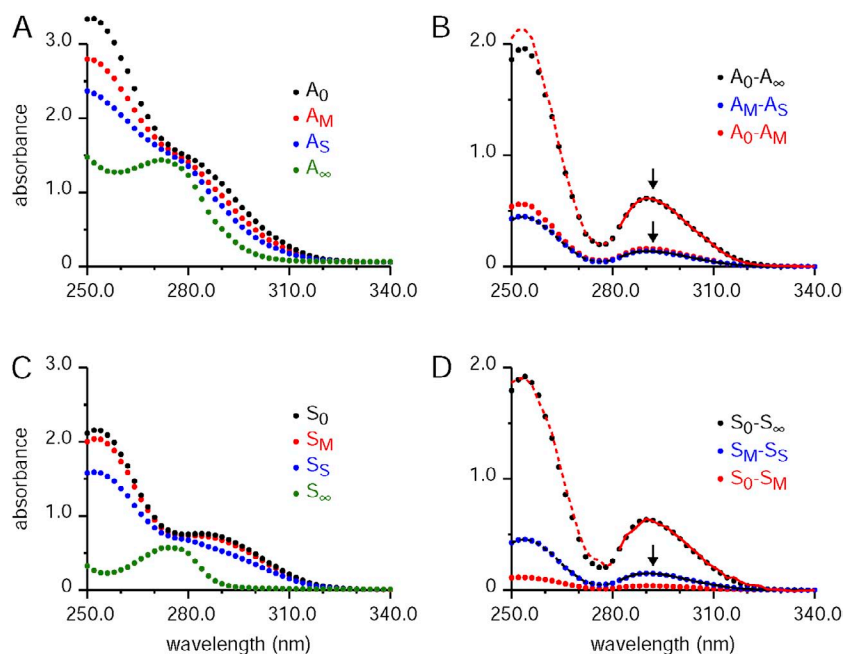 A
3.0
2.0
1.0
0
absorbance
250.0 280.0 310.0 340.0
A0
AM
AS
A∞
B
2.0
1.0
0
250.0 280.0 310.0 340.0
A0-A∞
AM-AS
A0-AM
C
3.0
2.0
1.0
0
absorbance
250.0 280.0 310.0 340.0
wavelength (nm)
S0
SM
SS
S∞
D
2.0
1.0
0
250.0 280.0 310.0 340.0
wavelength (nm)
S0-S∞
SM-SS
S0-SM